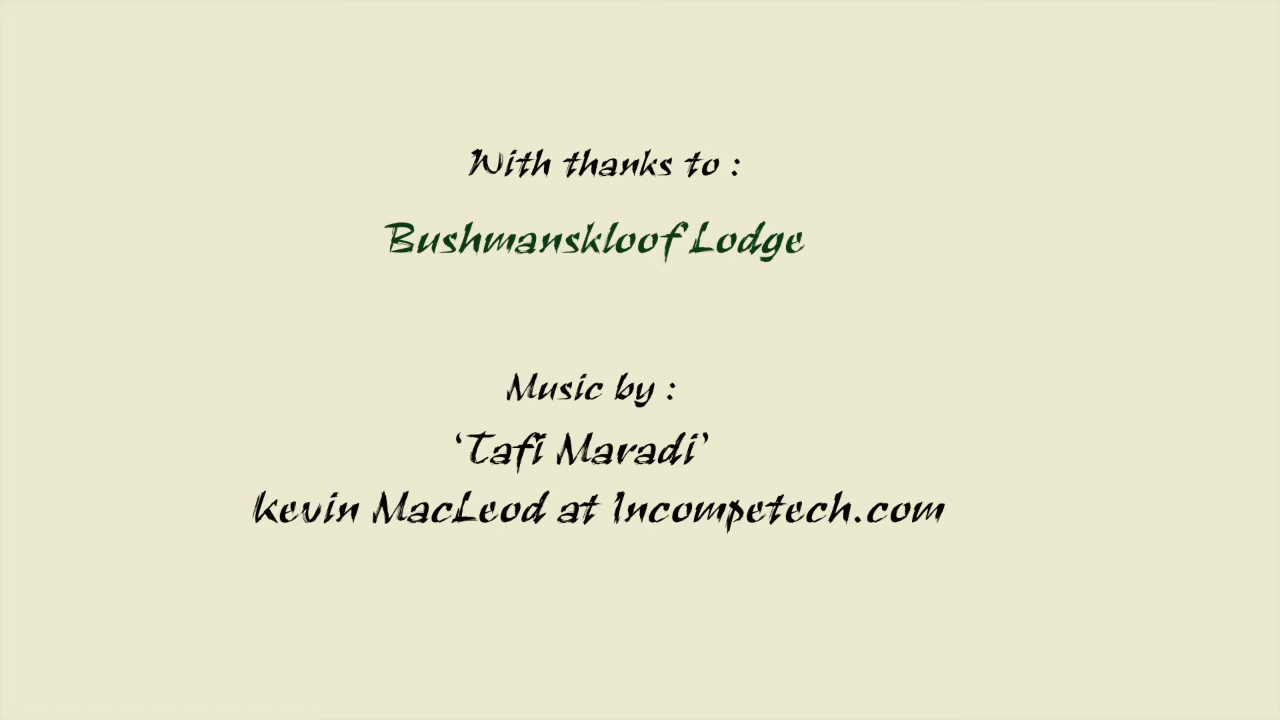 With thanks to :
Bushmanskloof Lodge
Music by :
‘Tafi Maradi’
kevin MacLeod at Incompetech.com